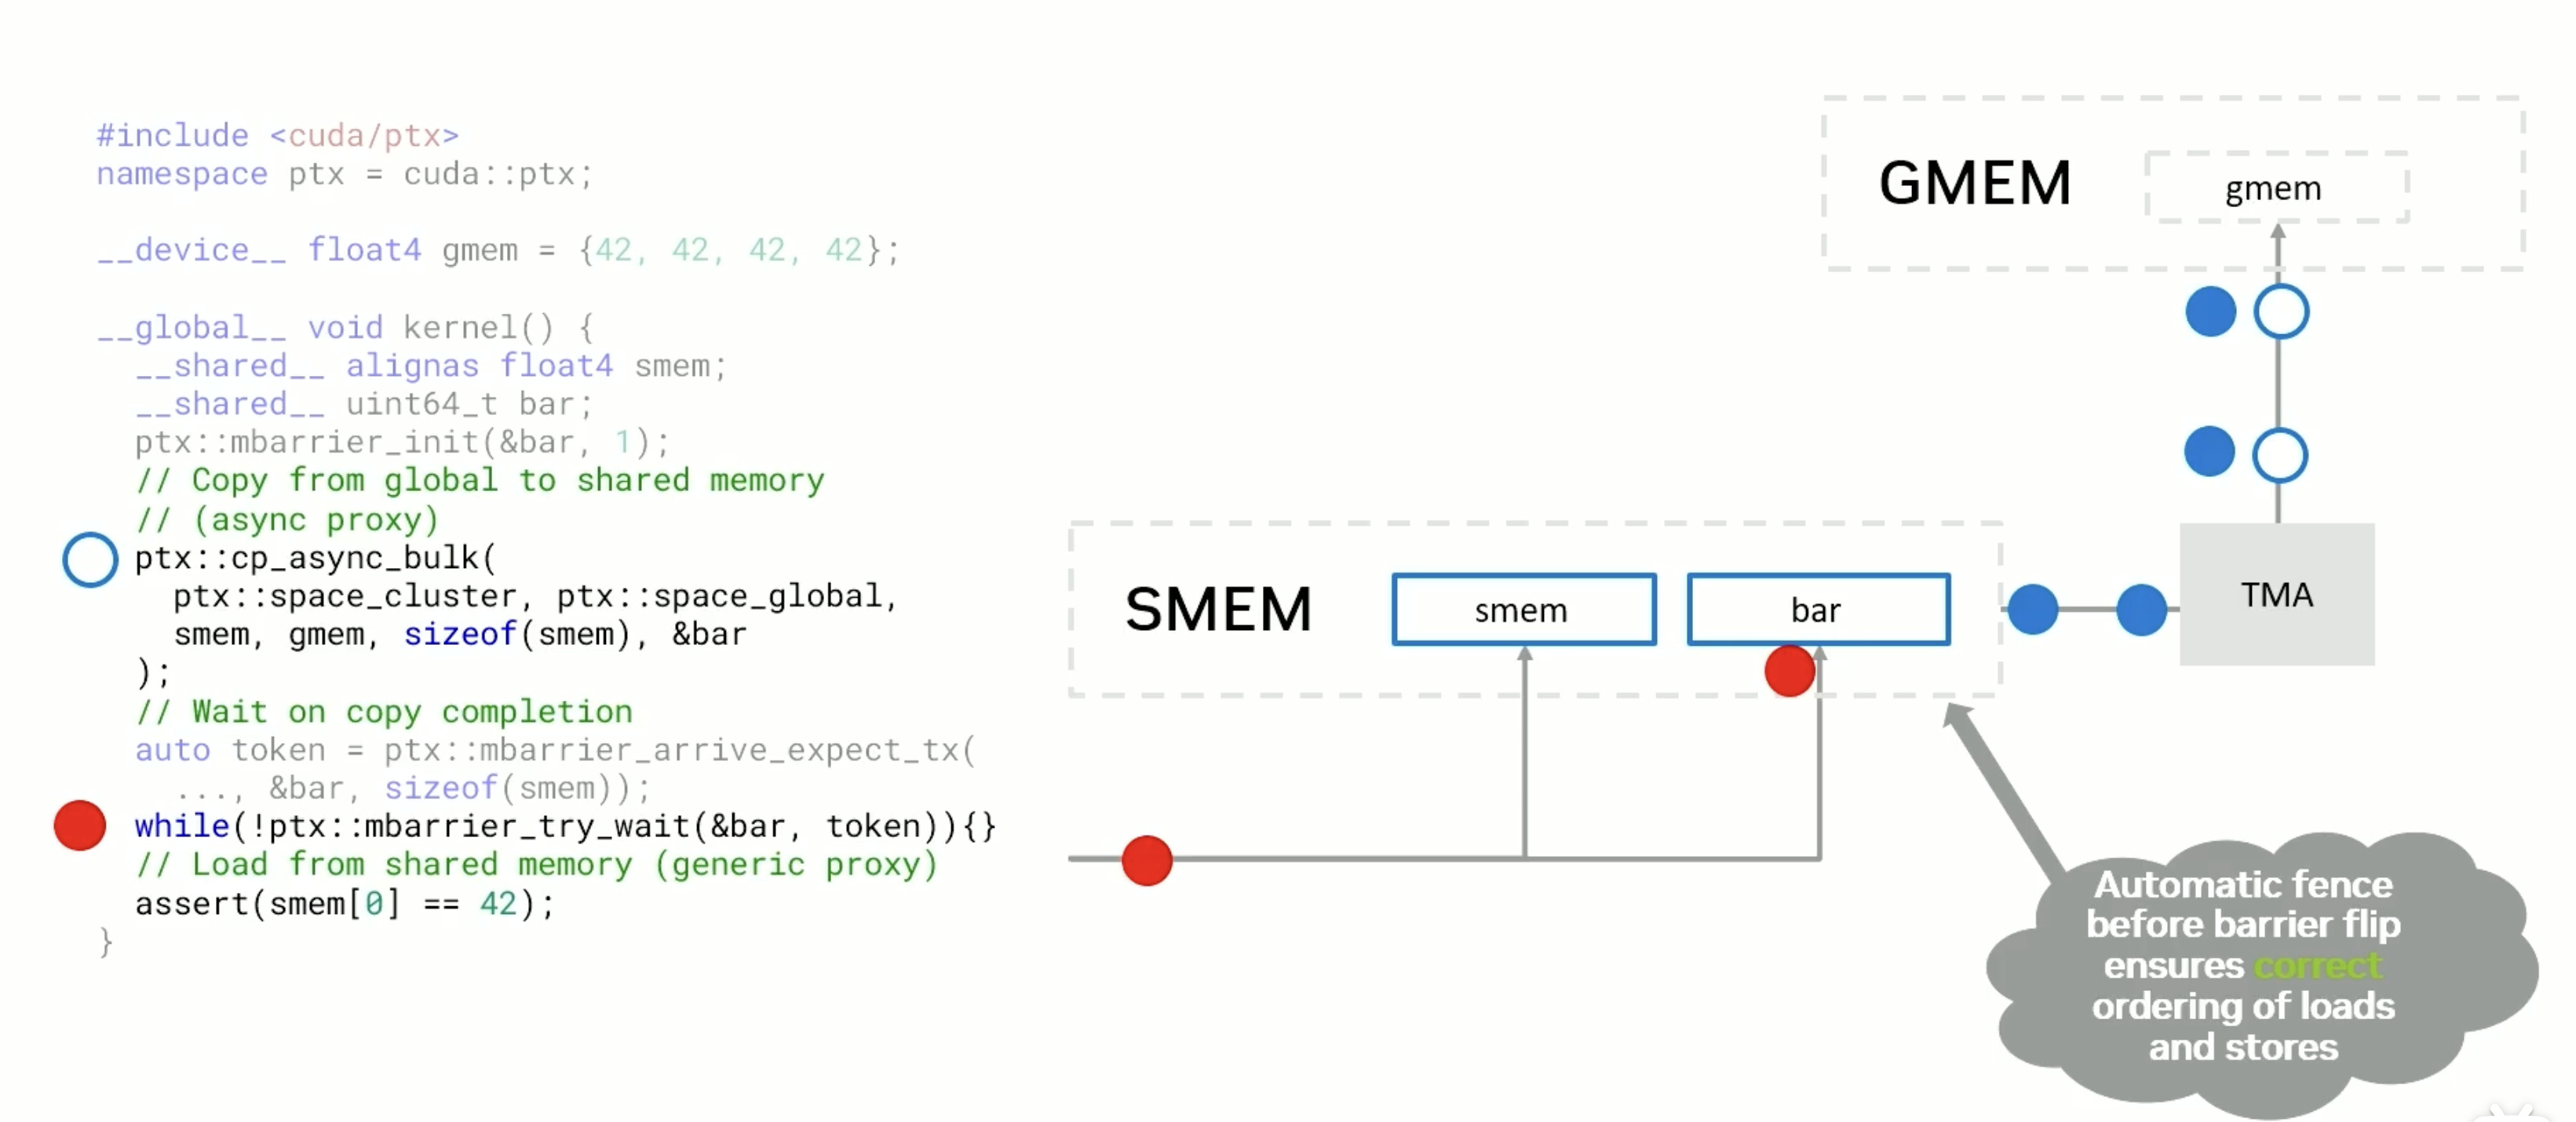 #include <cuda/ptx>
namespace ptx = cuda::ptx;
__device__ float4 gmem = {42, 42, 42, 42};
__global__ void kernel() {
__shared__ alignas float4 smem;
__shared__ uint64_t bar;
ptx::mbarrier_init(&bar, 1);
// Copy from global to shared memory
// (async proxy)
ptx::cp_async_bulk(
ptx::space_cluster, ptx::space_global,
smem, gmem, sizeof(smem), &bar
);
// Wait on copy completion
auto token = ptx::mbarrier_arrive_expect_tx(
..., &bar, sizeof(smem));
while(!ptx::mbarrier_try_wait(&bar, token)){}
// Load from shared memory (generic proxy)
assert(smem[0] == 42);
}
GMEM
gmem
SMEM
smem
bar
TMA
Automatic fence
before barrier flip
ensures correct
ordering of loads
and stores